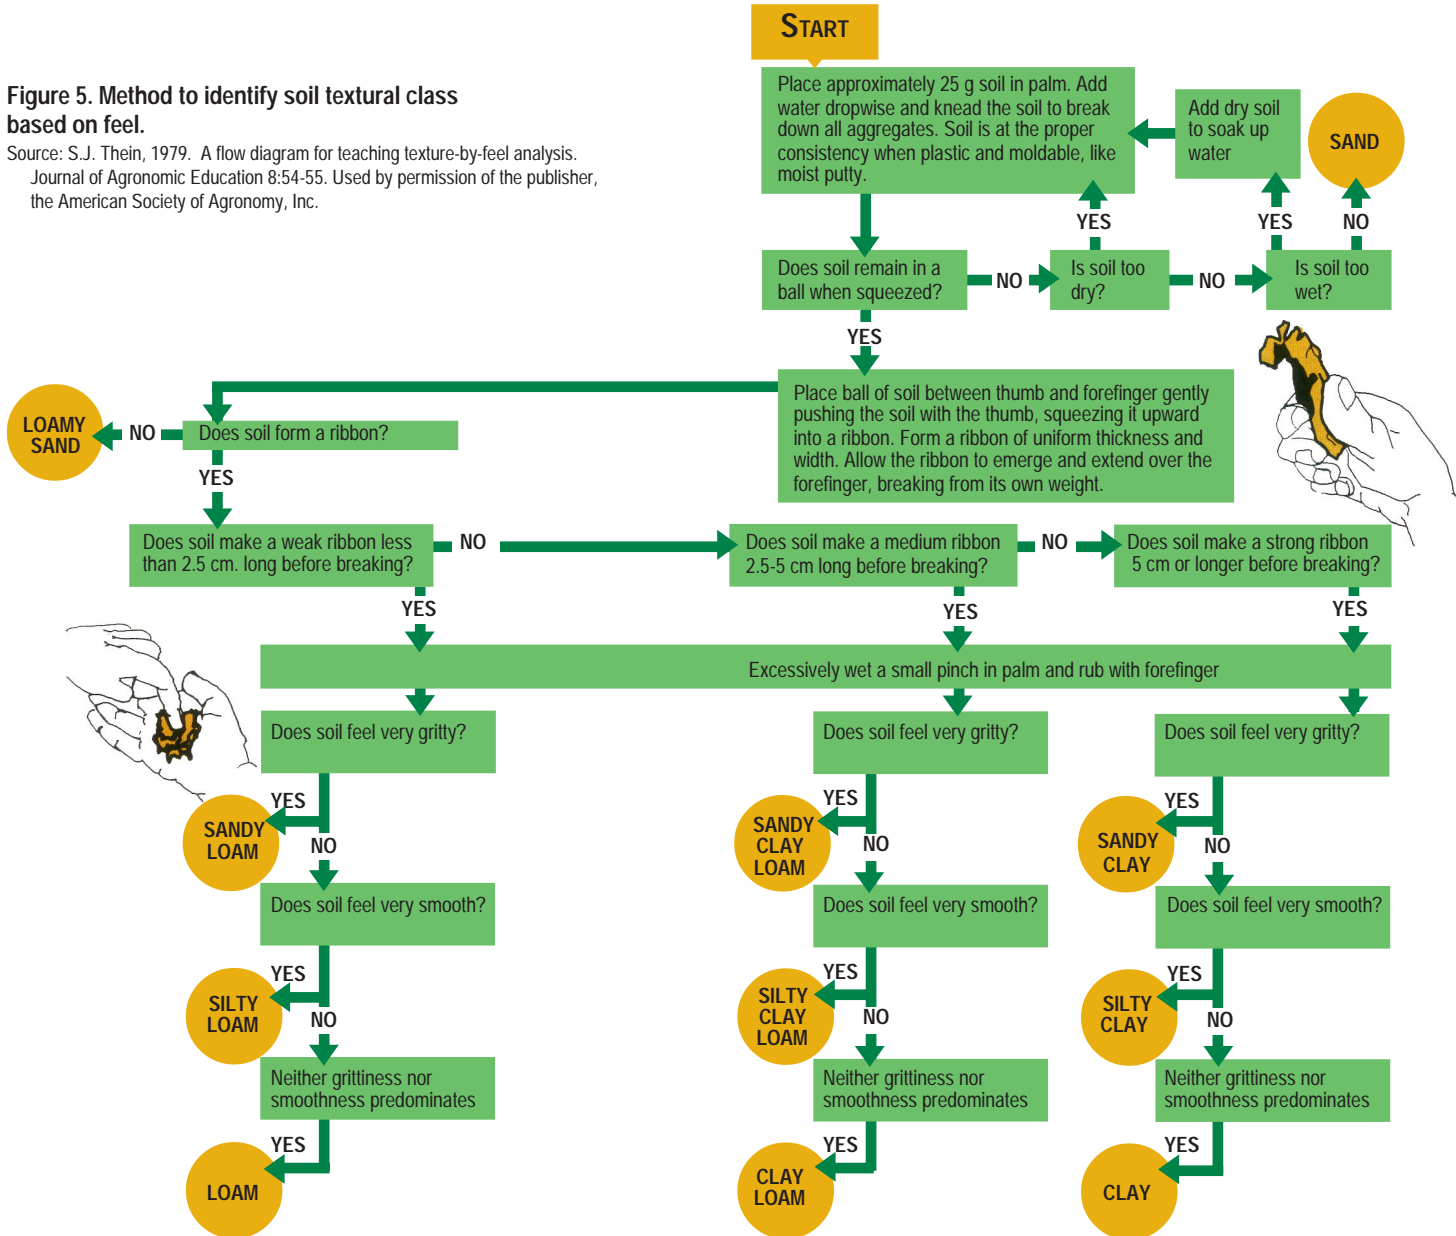 START
Figure 5. Method to identify soil textural class
based on feel.
Source: S.J. Thein, 1979. A flow diagram for teaching texture-by-feel analysis.
Journal of Agronomic Education 8:54-55. Used by permission of the publisher,
the American Society of Agronomy, Inc.
Place approximately 25 g soil in palm. Add
water dropwise and knead the soil to break
down all aggregates. Soil is at the proper
consistency when plastic and moldable, like
moist putty.
Add dry soil
to soak up
water
SAND
YES
YES
NO
Does soil remain in a
ball when squeezed?
NO
Is soil too
dry?
NO
Is soil too
wet?
YES
Place ball of soil between thumb and forefinger gently
pushing the soil with the thumb, squeezing it upward
into a ribbon. Form a ribbon of uniform thickness and
width. Allow the ribbon to emerge and extend over the
forefinger, breaking from its own weight.
LOAMY
SAND
NO
Does soil form a ribbon?
YES
Does soil make a weak ribbon less
than 2.5 cm. long before breaking?
NO
Does soil make a medium ribbon
2.5-5 cm long before breaking?
NO
Does soil make a strong ribbon
5 cm or longer before breaking?
YES
YES
YES
Excessively wet a small pinch in palm and rub with forefinger
Does soil feel very gritty?
Does soil feel very gritty?
Does soil feel very gritty?
YES
SANDY
LOAM
NO
YES
SANDY
CLAY
LOAM
NO
YES
SANDY
CLAY
NO
Does soil feel very smooth?
Does soil feel very smooth?
Does soil feel very smooth?
YES
SILTY
LOAM
NO
YES
SILTY
CLAY
LOAM
NO
YES
SILTY
CLAY
NO
Neither grittiness nor
smoothness predominates
Neither grittiness nor
smoothness predominates
Neither grittiness nor
smoothness predominates
YES
LOAM
YES
CLAY
LOAM
YES
CLAY